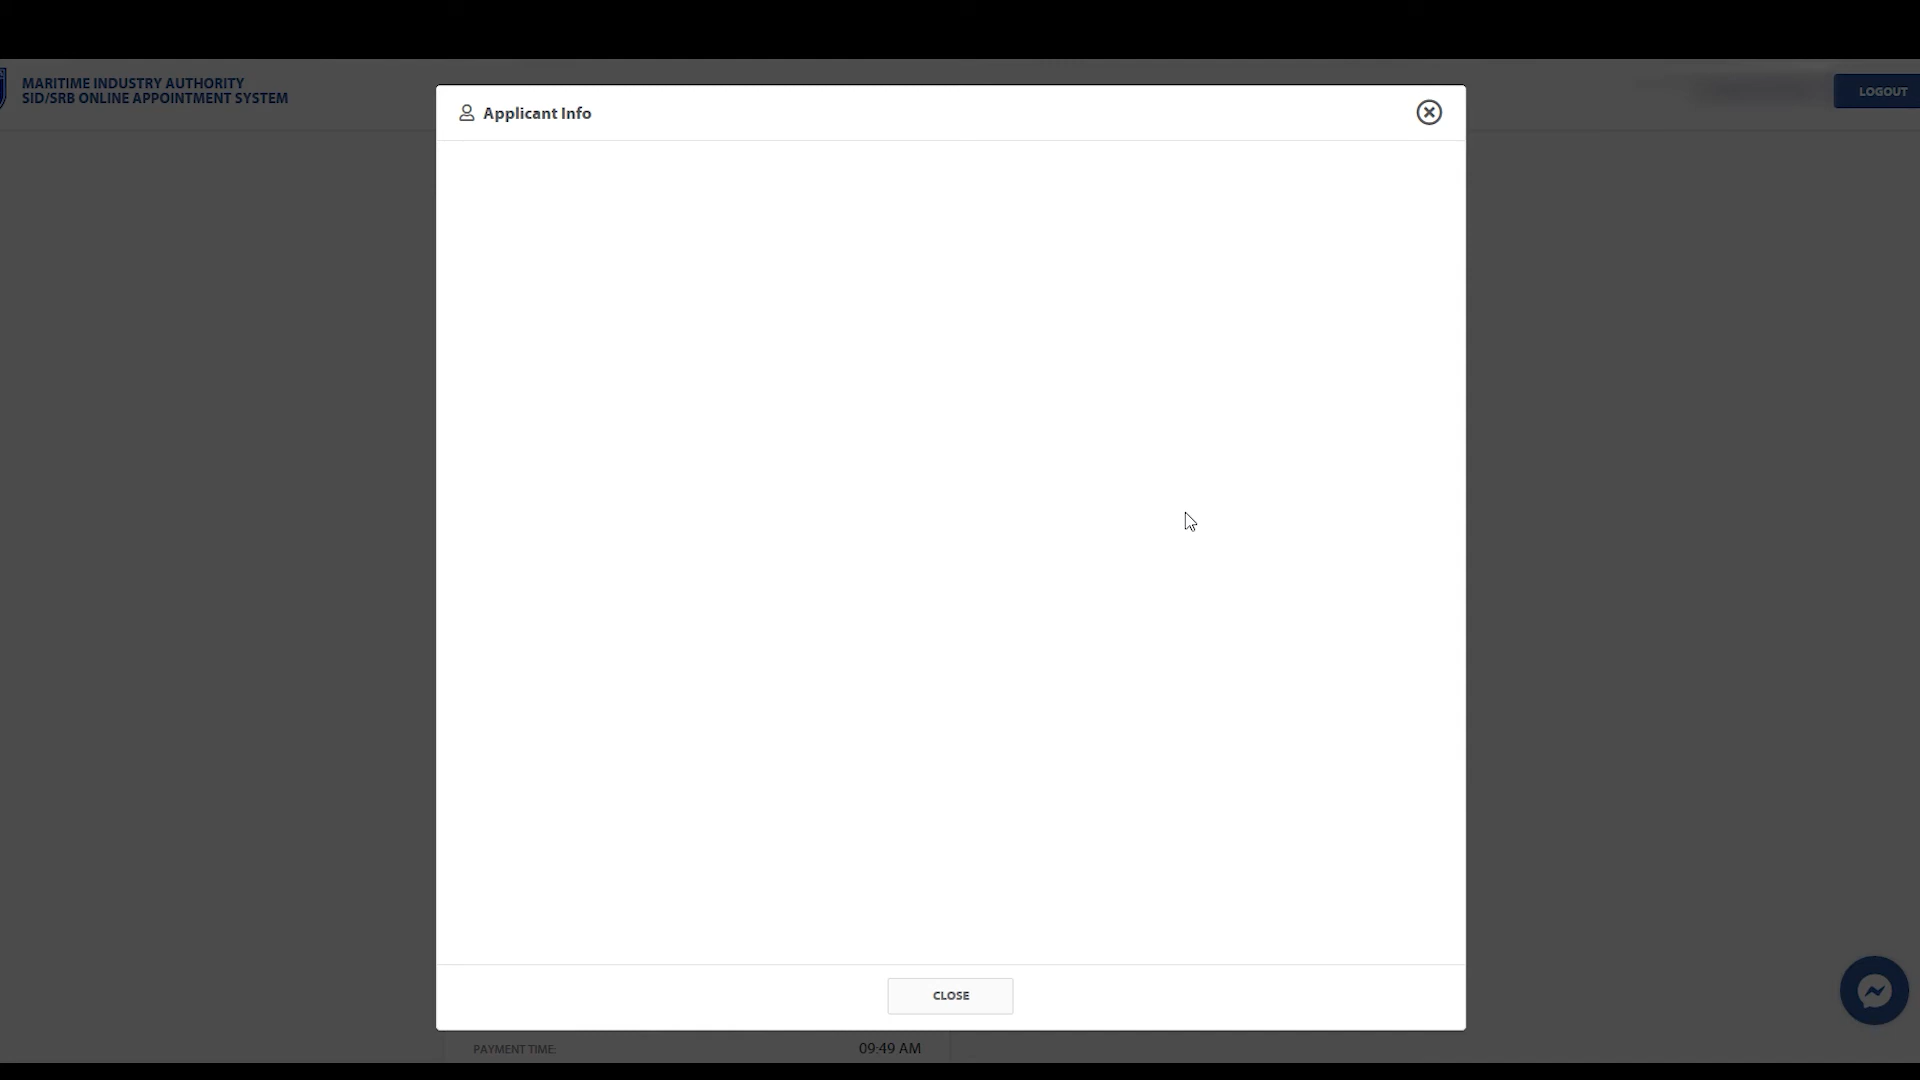 MARITIME INDUSTRY AUTHORITY
SID/SRB ONLINE APPOINTMENT SYSTEM
LOGOUT
Applicant Info
CLOSE
PAYMENT TIME: 09:49 AM